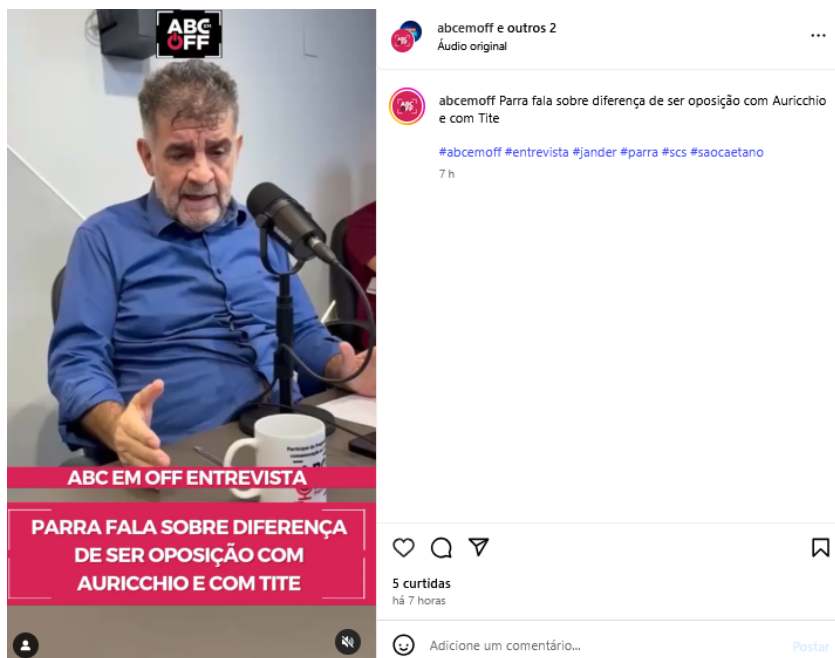 ABC EM
OFF
ABC EM OFF ENTREVISTA
PARRA FALA SOBRE DIFERENÇA
DE SER OPOSIÇÃO COM
AURICCHIO E COM TITE
abcemoff e outros 2
Áudio original
abcemoff Parra fala sobre diferença de ser oposição com Auricchio
e com Tite
#abcemoff #entrevista #jander #parra #scs #saocaetano
7 h
5 curtidas
há 7 horas
Adicione um comentário...
Postar